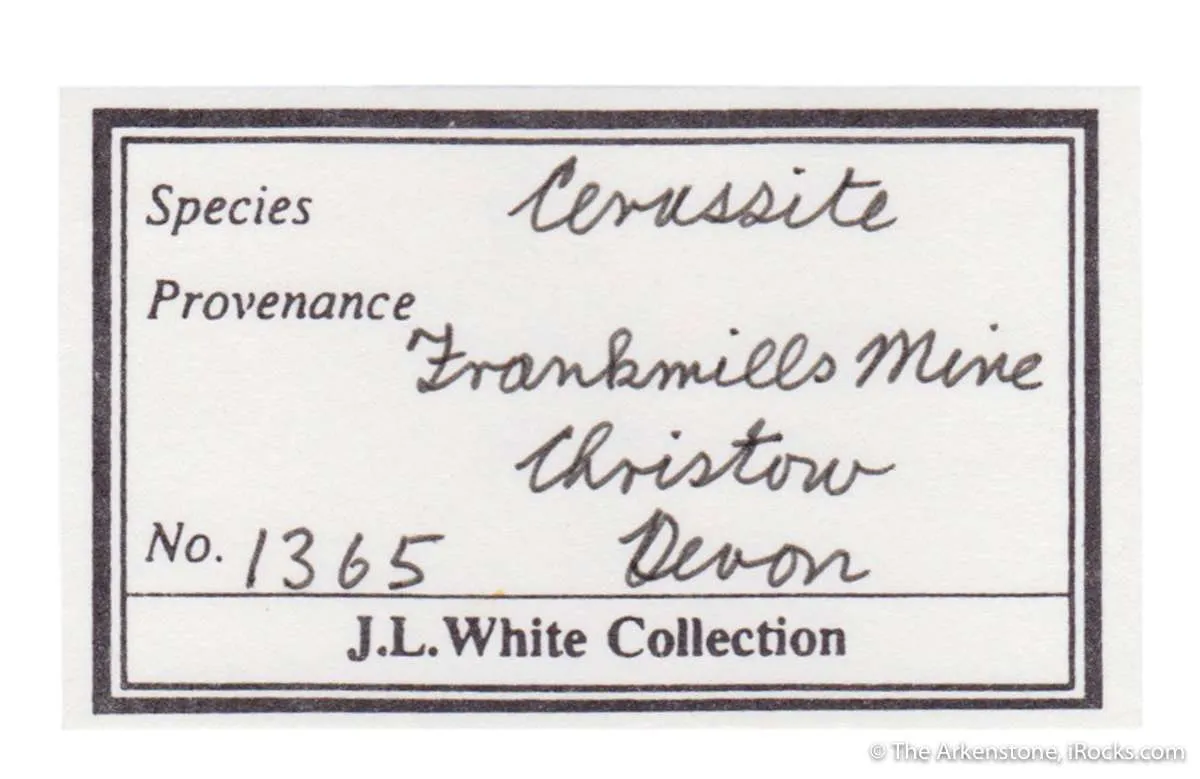 Species Cerussite
Provenance
Frankmills Mine
Christow
No. 1365 Devon
J.L. White Collection
© The Arkenstone, iRocks.com